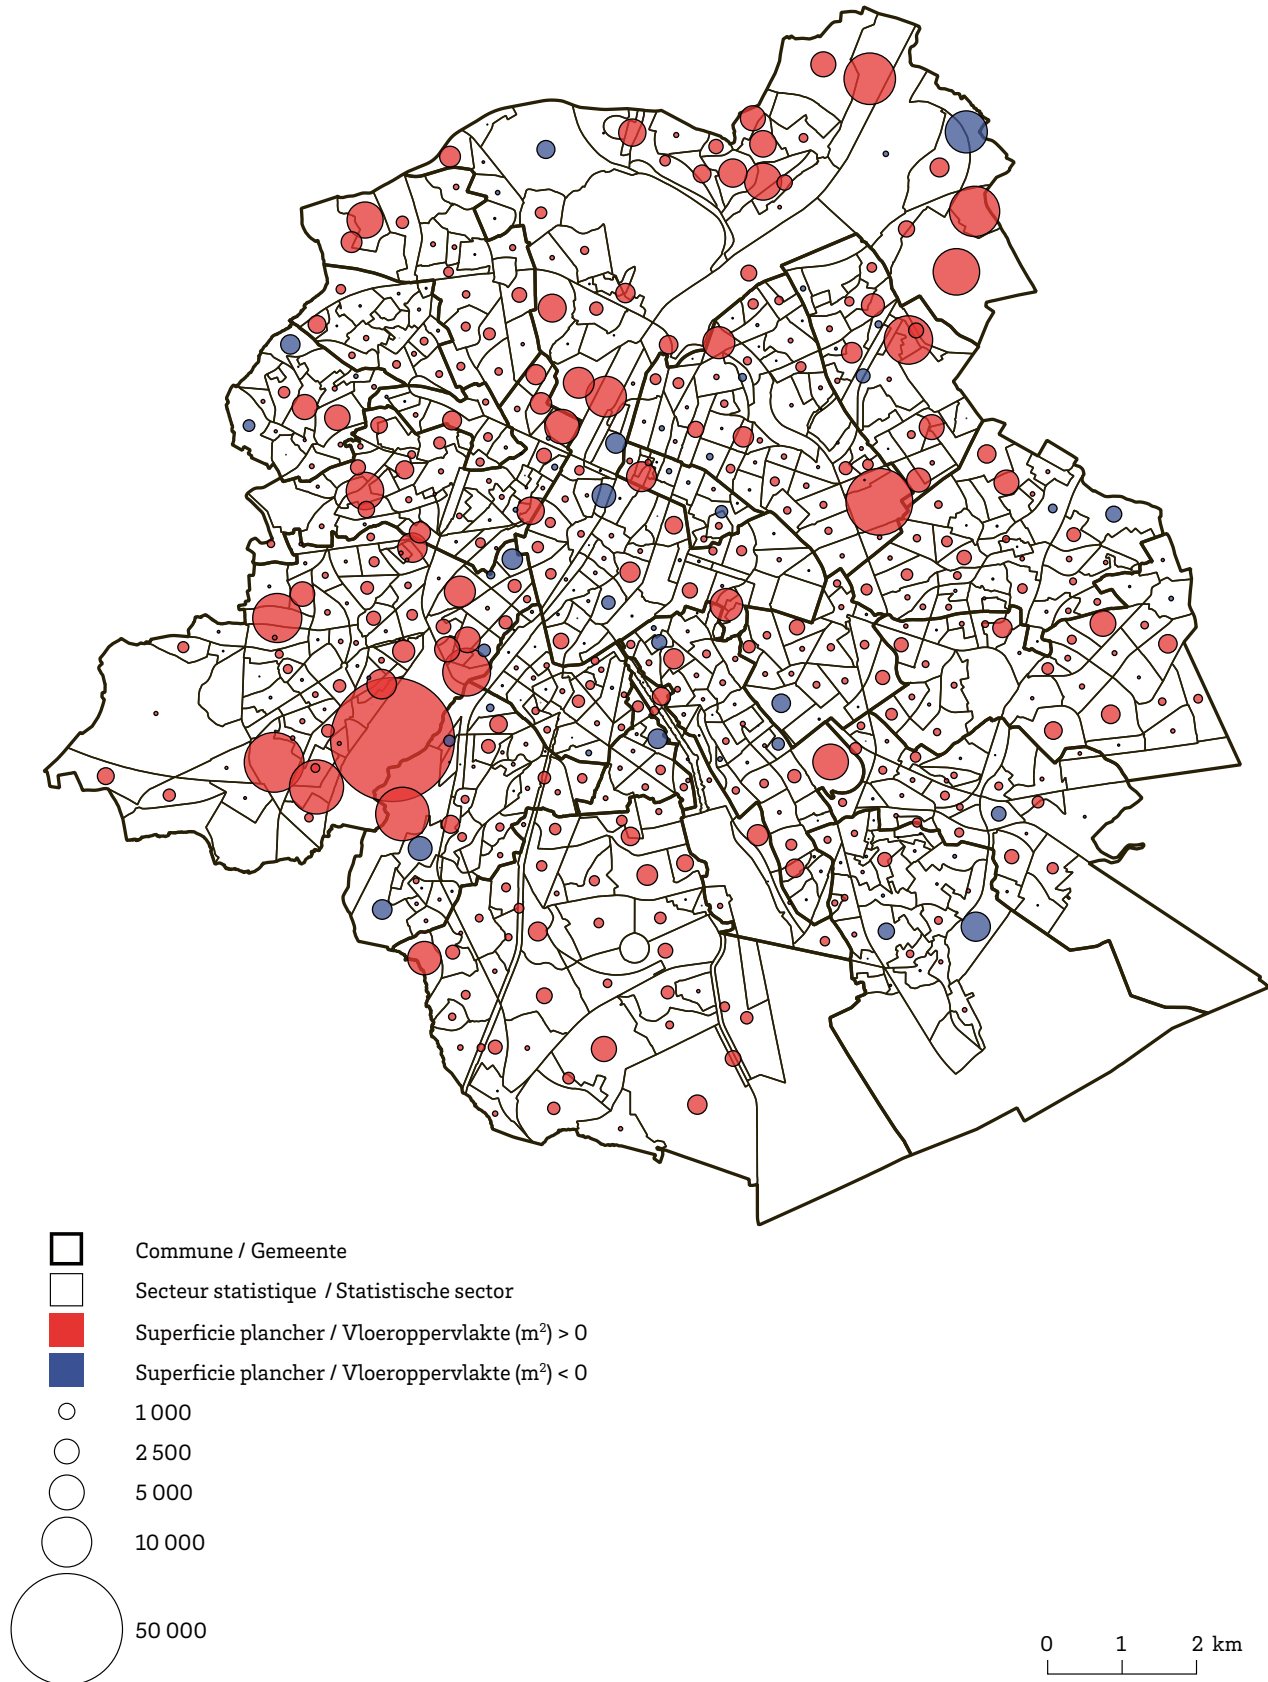 Commune / Gemeente
Secteur statistique / Statistische sector
Superficie plancher / Vloeroppervlakte (m²) > 0
Superficie plancher / Vloeroppervlakte (m²) < 0
1 000
2 500
5 000
10 000
50 000
0 1 2 km